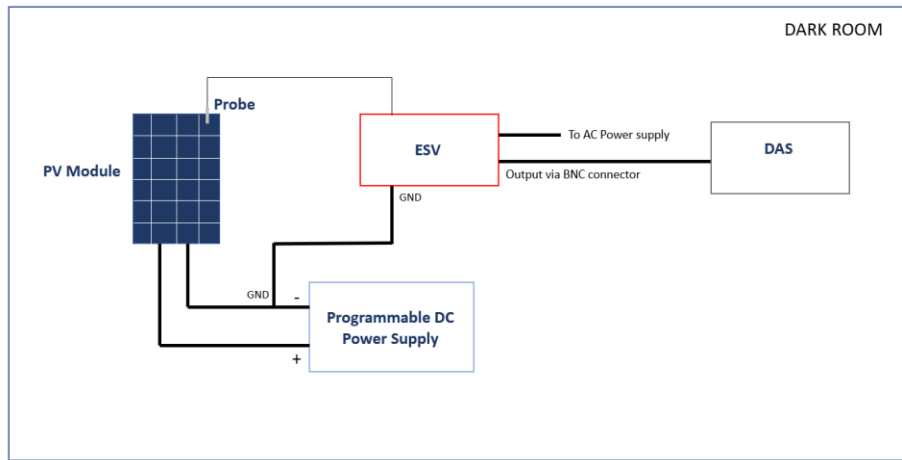 DARK ROOM
Probe
PV Module
ESV
To AC Power supply
DAS
Output via BNC connector
GND
GND
-
Programmable DC
Power Supply
+